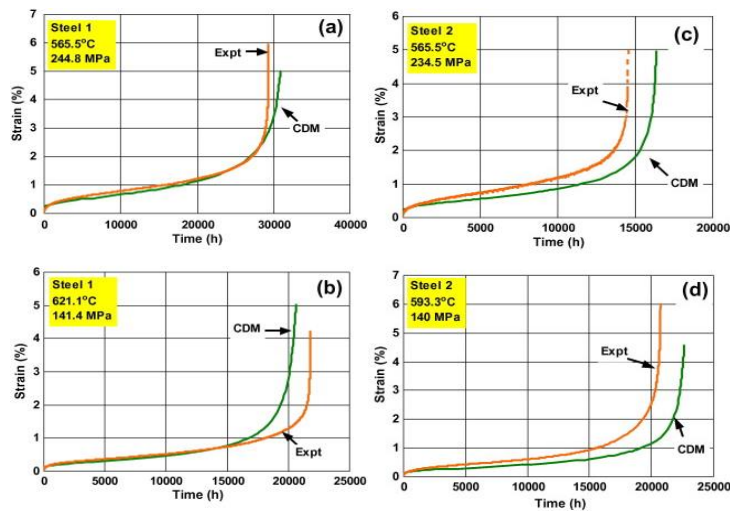 7
6
5
4
3
2
1
0
Strain (%)
Steel 1
565.5°C
244.8 MPa
(a)
Expt
CDM
0 10000 20000 30000 40000
Time (h)
6
5
4
3
2
1
0
Strain (%)
Steel 2
565.5°C
234.5 MPa
(c)
Expt
CDM
0 5000 10000 15000 20000
Time (h)
6
5
4
3
2
1
0
Strain (%)
Steel 1
621.1°C
141.4 MPa
(b)
CDM
Expt
0 5000 10000 15000 20000 25000
Time (h)
7
6
5
4
3
2
1
0
Strain (%)
Steel 2
593.3°C
140 MPa
(d)
Expt
CDM
0 5000 10000 15000 20000 25000
Time (h)